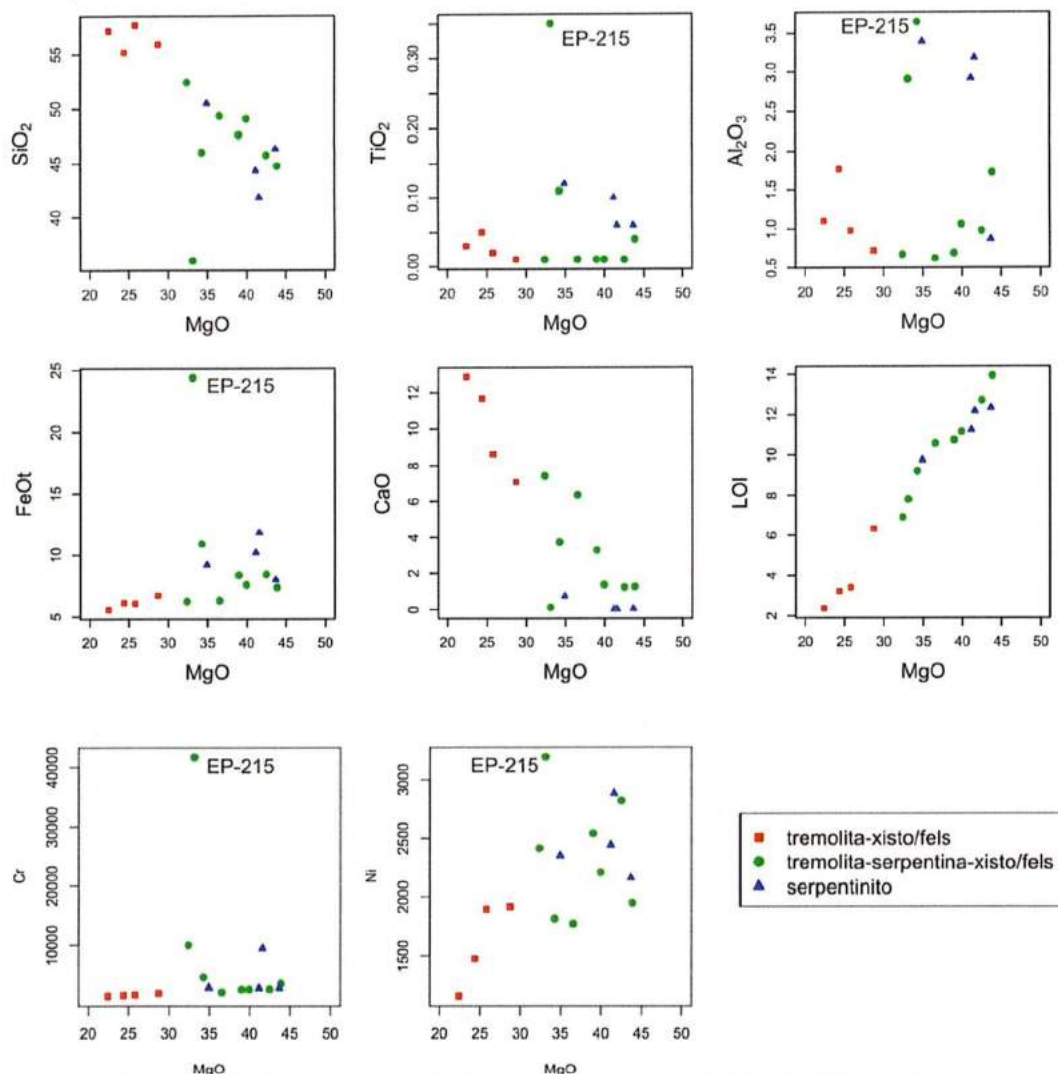 SiO₂
55
50
45
40
20 25 30 35 40 45 50
MgO
TiO₂
0.30
0.20
0.10
0.00
EP-215
20 25 30 35 40 45 50
MgO
Al₂O₃
3.5
3.0
2.5
2.0
1.5
1.0
0.5
EP-215
20 25 30 35 40 45 50
MgO
FeOt
25
20
15
10
5
EP-215
20 25 30 35 40 45 50
MgO
CaO
12
10
8
6
4
2
0
20 25 30 35 40 45 50
MgO
LOI
14
12
10
8
6
4
2
20 25 30 35 40 45 50
MgO
Cr
40000
30000
20000
10000
EP-215
20 25 30 35 40 45 50
MgO
Ni
3000
2500
2000
1500
EP-215
20 25 30 35 40 45 50
MgO
tremolita-xisto/fels
tremolita-serpentina-xisto/fels
serpentinito